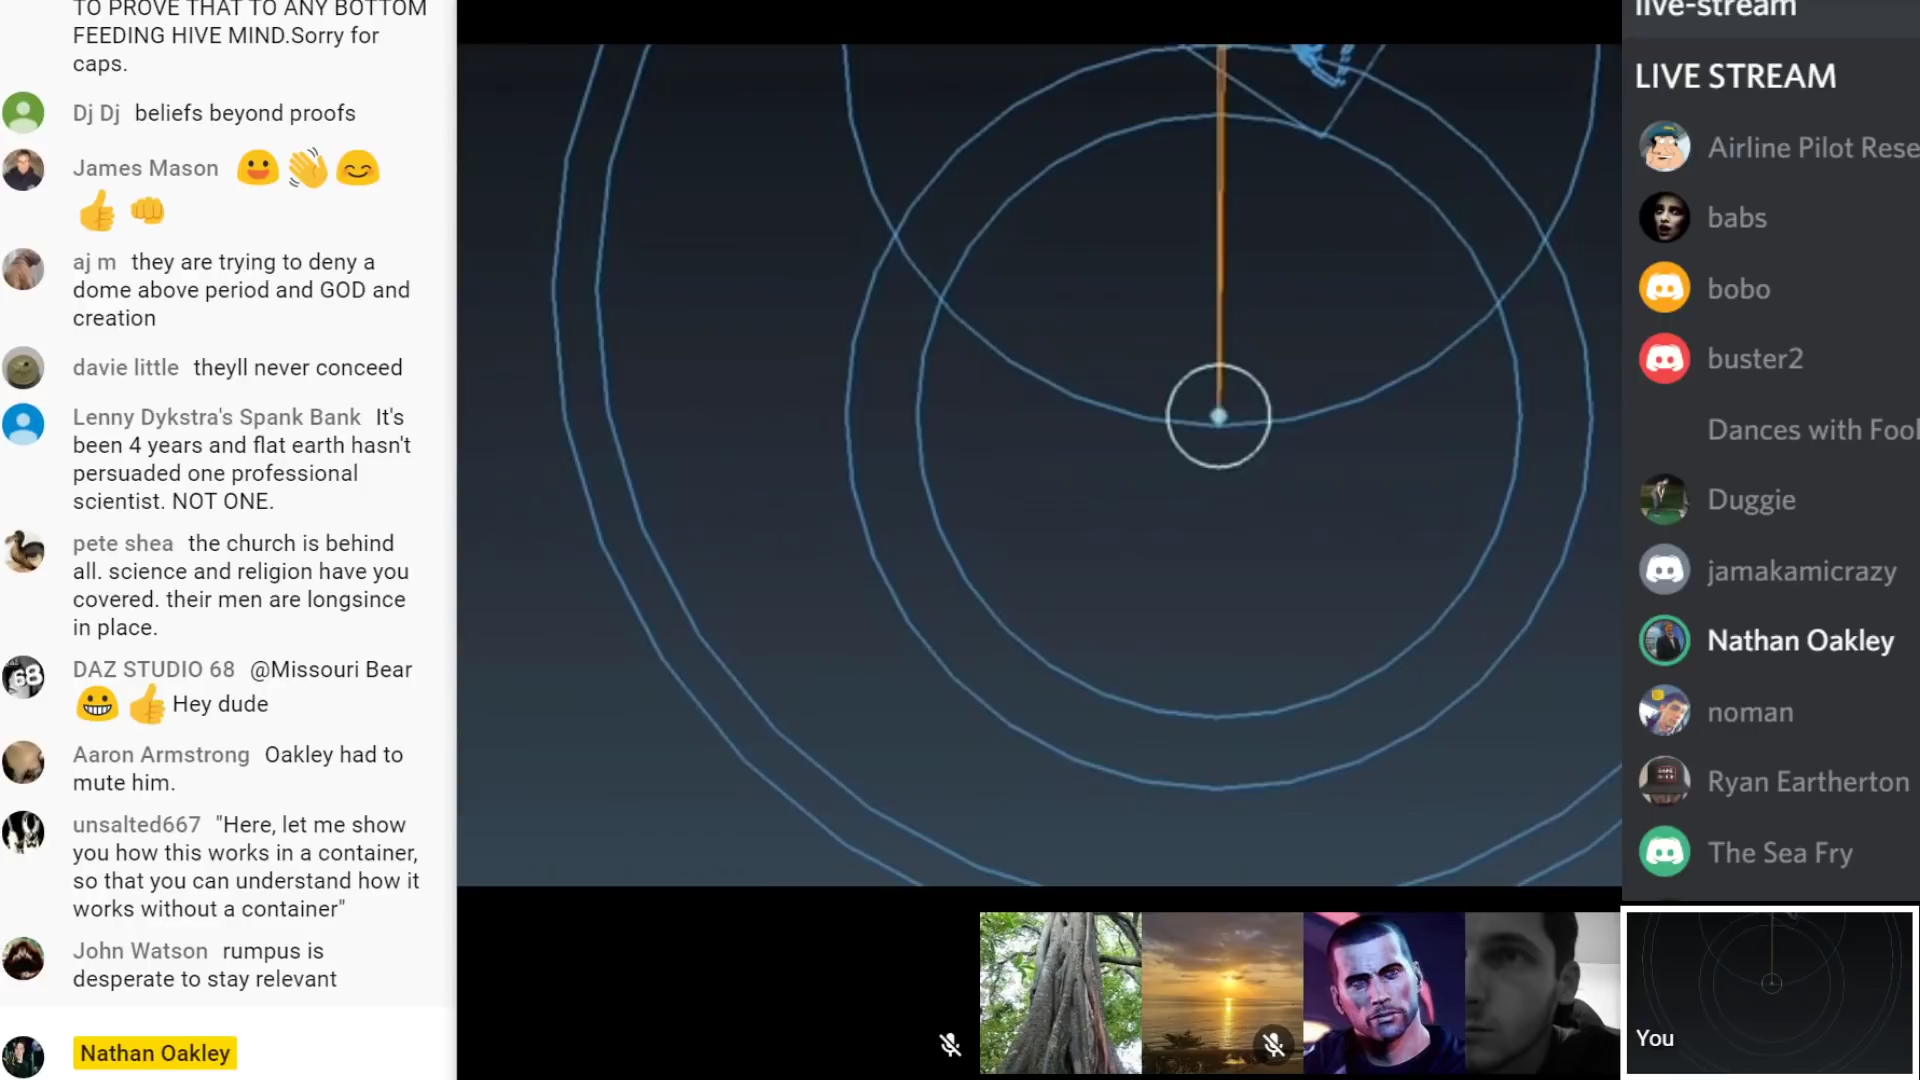 TO PROVE THAT TO ANY BOTTOM
FEEDING HIVE MIND.Sorry for
caps.
Dj Dj beliefs beyond proofs
James Mason
aj m they are trying to deny a
dome above period and GOD and
creation
davie little theyll never conceed
Lenny Dykstra's Spank Bank It's
been 4 years and flat earth hasn't
persuaded one professional
scientist. NOT ONE.
pete shea the church is behind
all. science and religion have you
covered. their men are longsince
in place.
DAZ STUDIO 68 @Missouri Bear
Hey dude
Aaron Armstrong Oakley had to
mute him.
unsalted667 "Here, let me show
you how this works in a container,
so that you can understand how it
works without a container"
John Watson rumpus is
desperate to stay relevant
Nathan Oakley
live-stream
LIVE STREAM
Airline Pilot Rese
babs
bobo
buster2
Dances with Fool
Duggie
jamakamicrazy
Nathan Oakley
noman
Ryan Eartherton
The Sea Fry
You
68